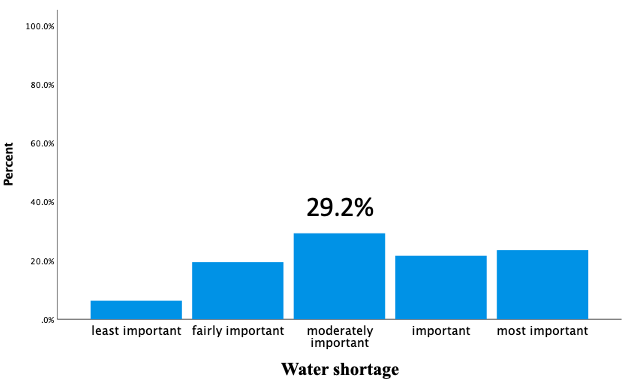 100.0%
80.0%
60.0%
40.0%
20.0%
.0%
Percent
29.2%
least important
fairly important
moderately
important
important
most important
Water shortage